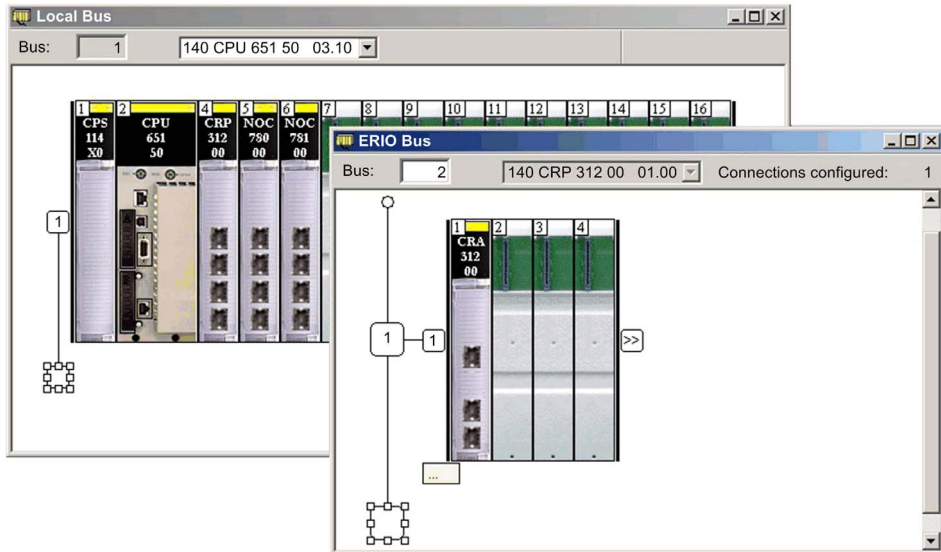 Local Bus
Bus: 1 140 CPU 651 50 03.10
1 2 4 5 6 7 8 9 10 11 12 13 14 15 16
CPS CPU CRP NOC NOC
114 651 312 780 781
X0 50 00 00 00
1
ERIO Bus
Bus: 2 140 CRP 312 00 01.00 Connections configured: 1
1 2 3 4
CRA
312
00
1 1 >>
...